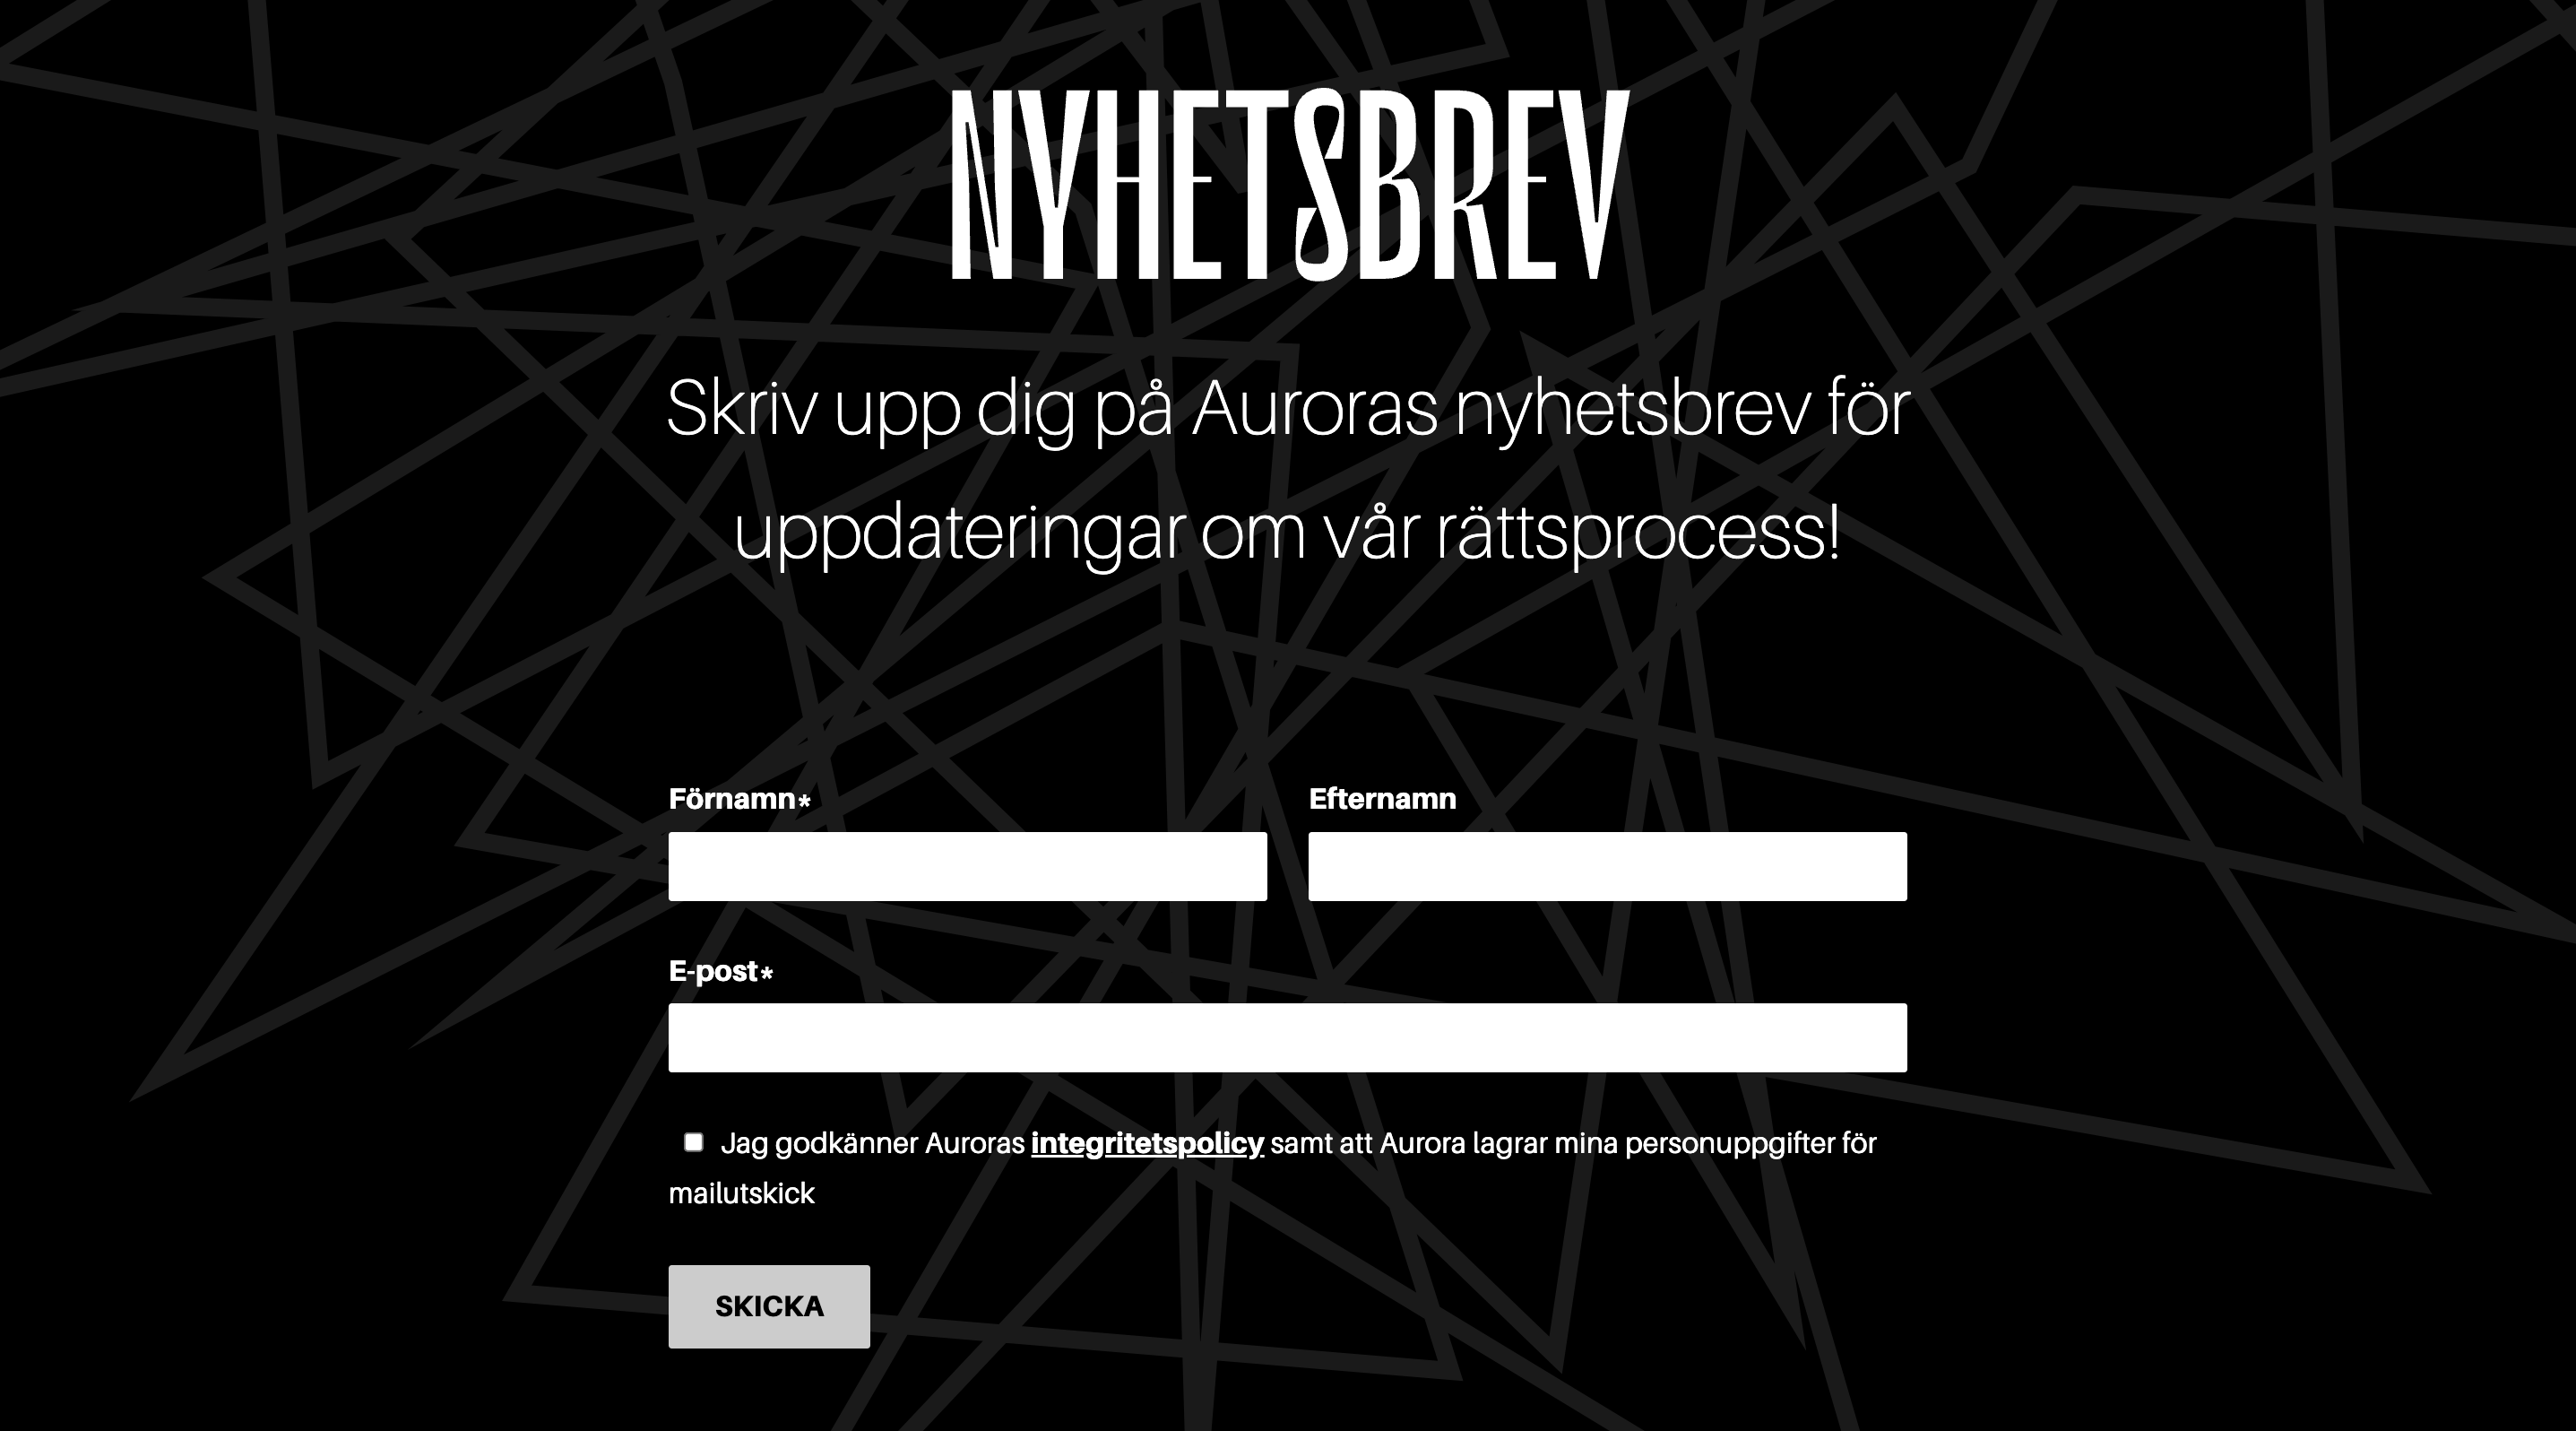 NYHETSBREV
Skriv upp dig på Auroras nyhetsbrev för
uppdateringar om vår rättsprocess!
Förnamn*
Efternamn
E-post*
Jag godkänner Auroras integritetspolicy samt att Aurora lagrar mina personuppgifter för
mailutskick
SKICKA